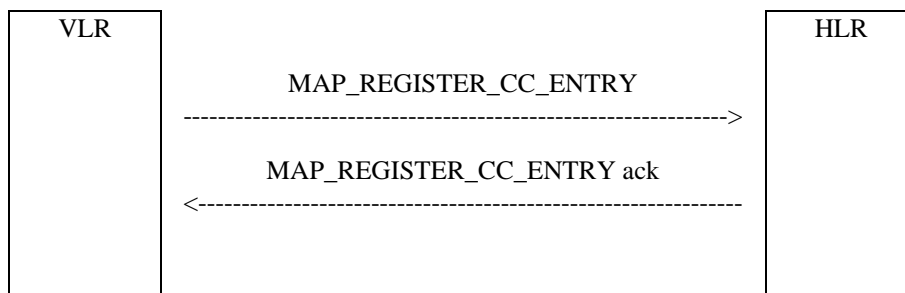 VLR HLR
MAP_REGISTER_CC_ENTRY
MAP_REGISTER_CC_ENTRY ack